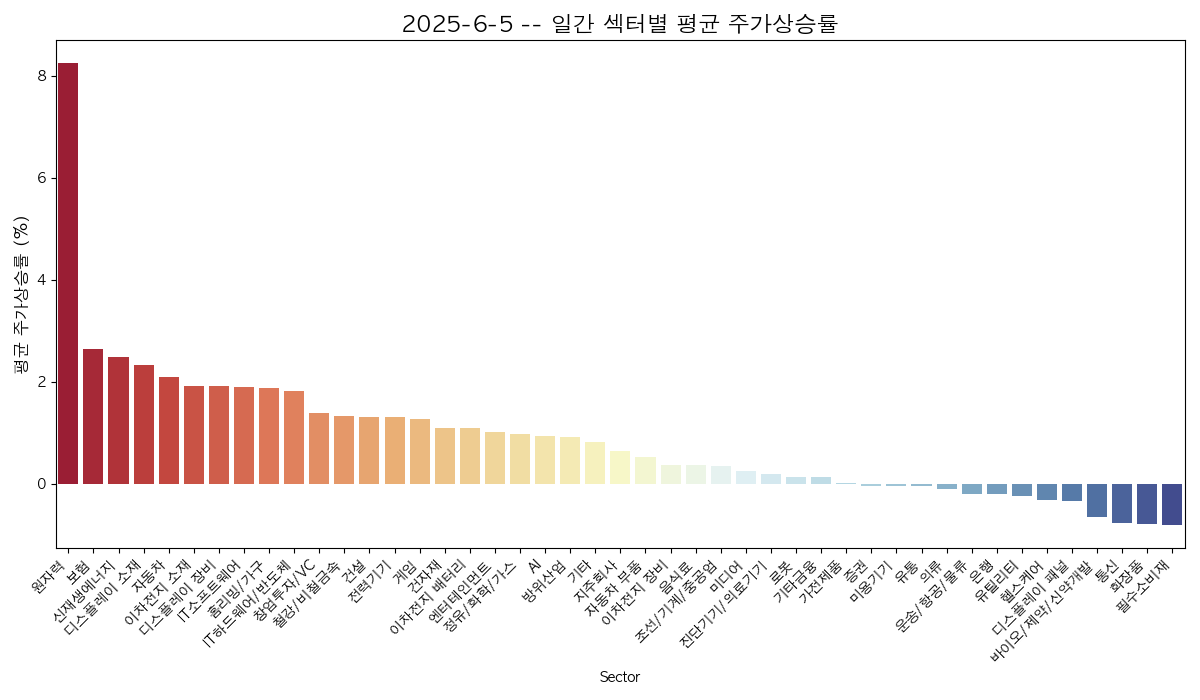 2025-6-5 -- 일간 섹터별 평균 주가상승률
평균 주가상승률 (%)
8
6
4
2
0
원자력
보험
신재생에너지
디스플레이 소재
자동차
이차전지 소재
디스플레이 장비
IT소프트웨어
홈리빙/가구
IT하드웨어/반도체
창업투자/VC
철강/비철금속
건설
전력기기
게임
건자재
이차전지 배터리
엔터테인먼트
정유/화학/가스
AI
방위산업
기타
지주회사
자동차 부품
이차전지 장비
음식료
조선/기계/중공업
미디어
진단기기/의료기기
로봇
기타금융
가전제품
증권
미용기기
유통
의류
운송/항공/물류
은행
유틸리티
헬스케어
디스플레이 패널
바이오/제약/신약개발
통신
화장품
필수소비재
Sector